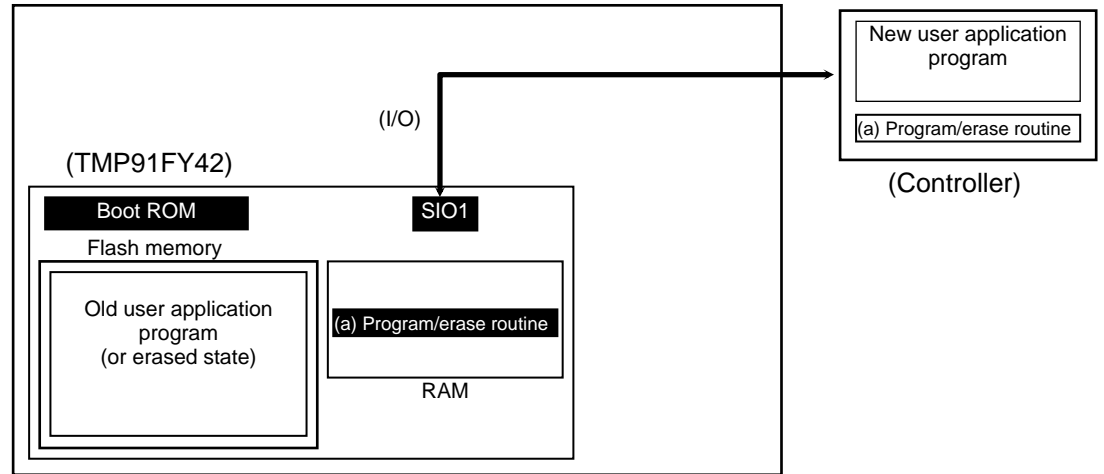 New user application
program
(I/O)
(a) Program/erase routine
(TMP91FY42)
(Controller)
Boot ROM
SIO1
Flash memory
Old user application
program
(or erased state)
(a) Program/erase routine
RAM